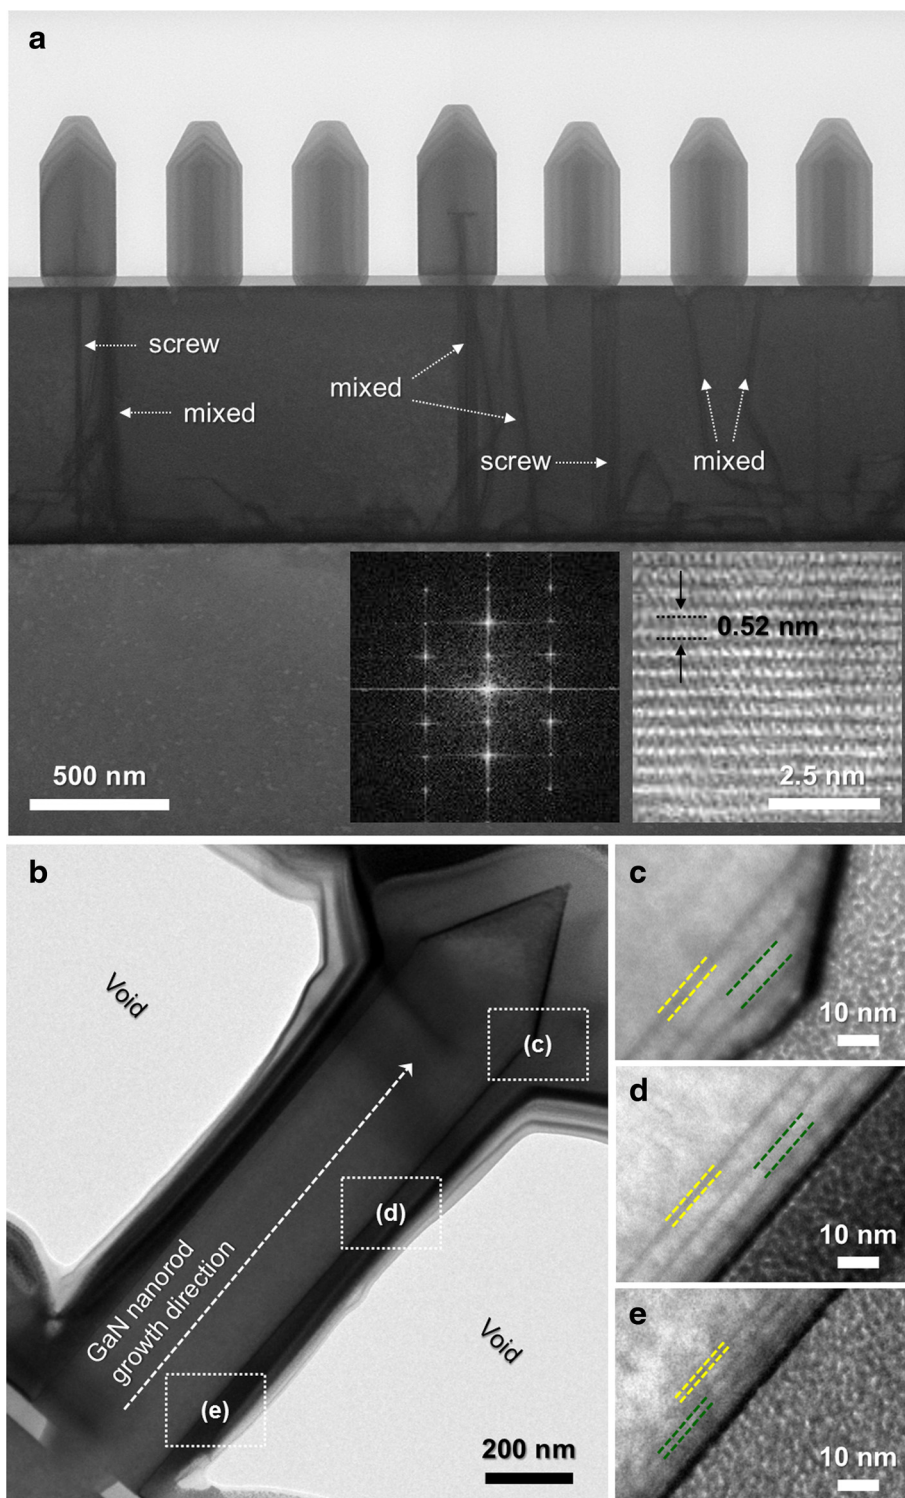 a
screw
mixed
mixed
screw
mixed
0.52 nm
500 nm
2.5 nm
b
Void
(c)
(d)
GaN nanorod
growth direction
(e)
Void
200 nm
c
10 nm
d
10 nm
e
10 nm